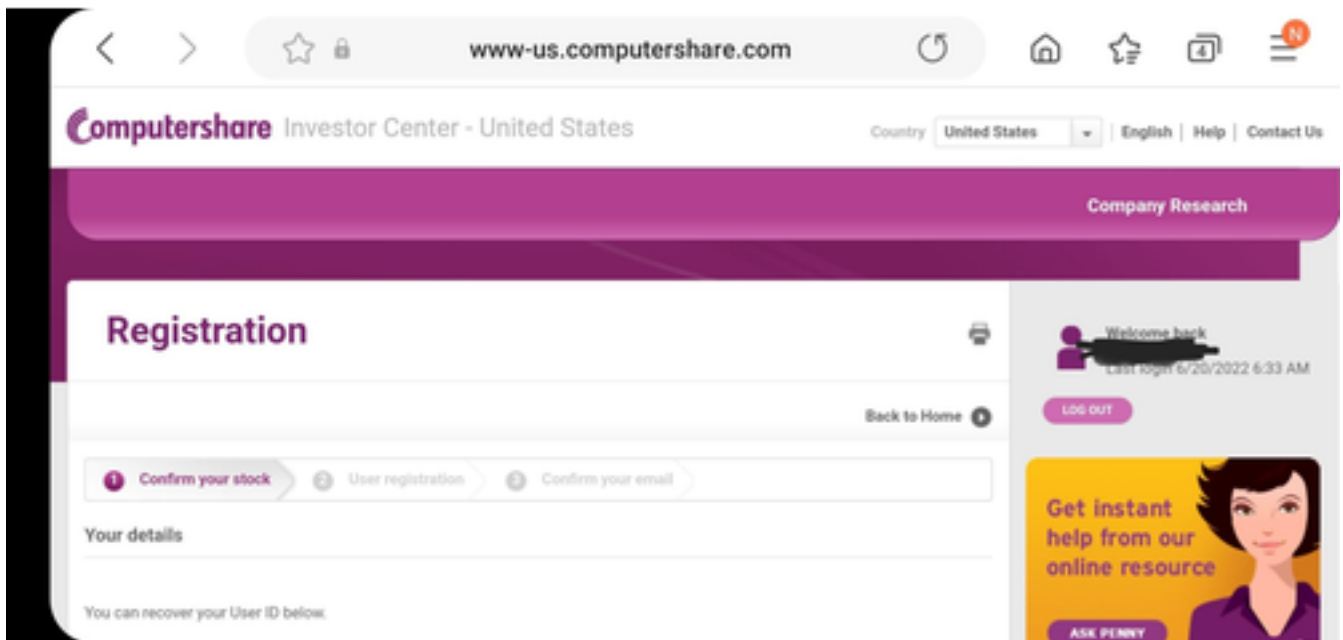 www-us.computershare.com
4
N
Computershare Investor Center - United States
Country United States | English | Help | Contact Us
Company Research
Registration
Welcome back
Last login 6/20/2022 6:33 AM
LOG OUT
Back to Home
1 Confirm your stock 2 User registration 3 Confirm your email
Your details
You can recover your User ID below.
Get instant
help from our
online resource
ASK PENNY